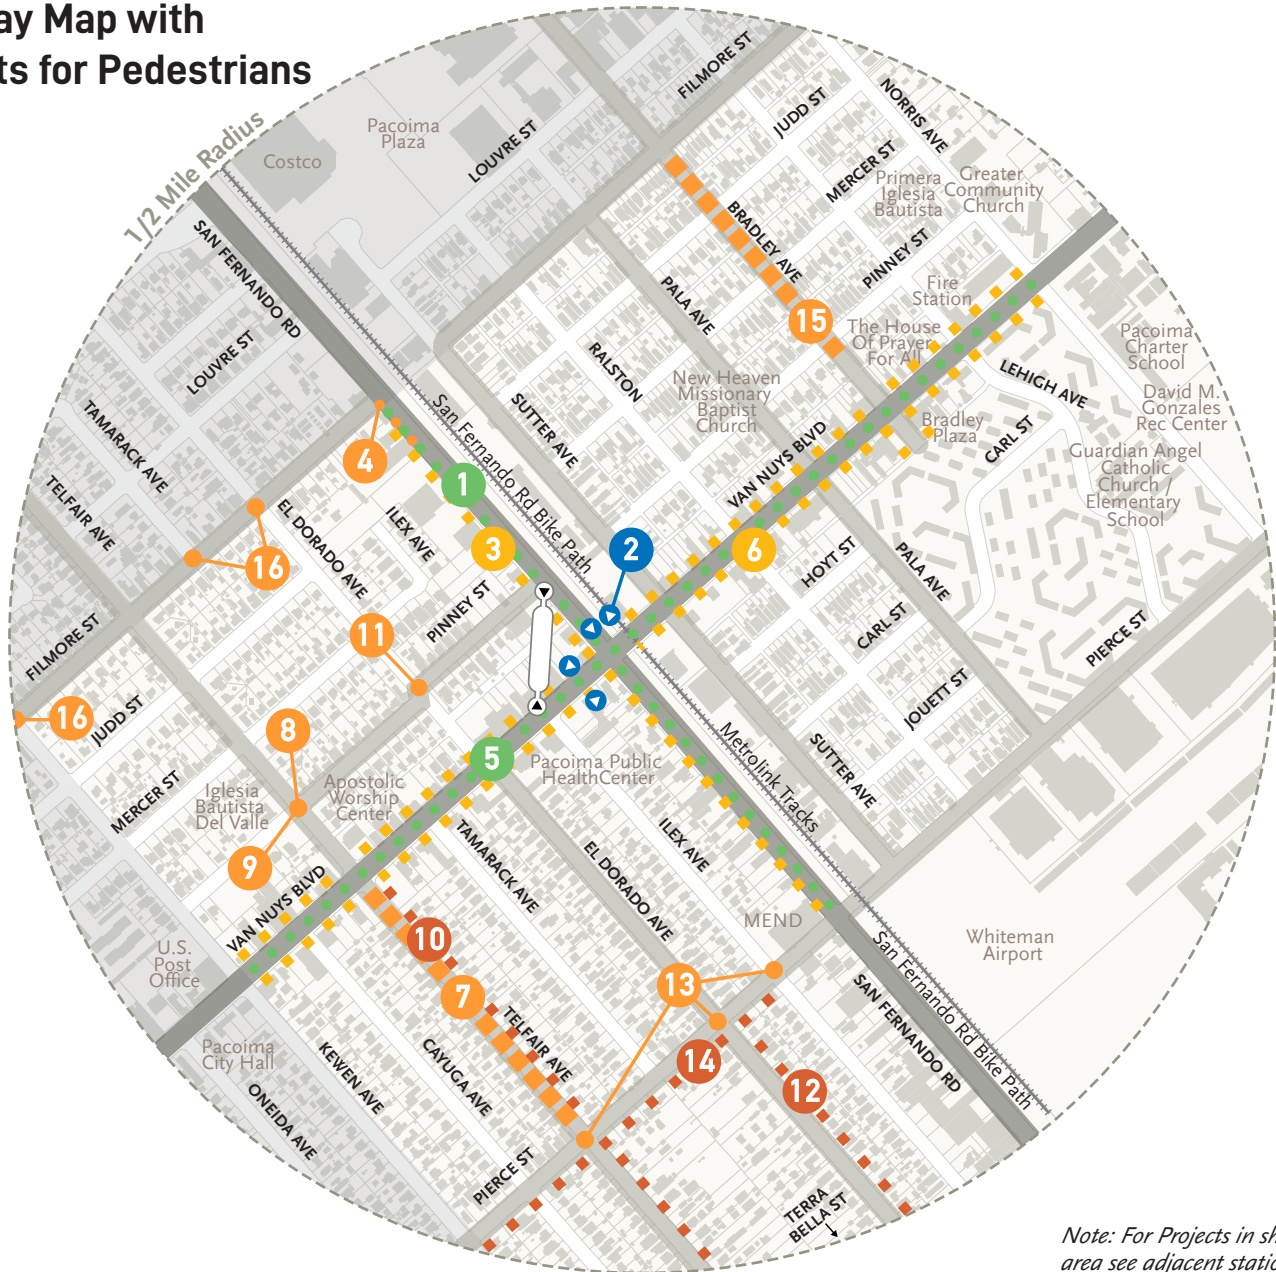 ay Map with
ts for Pedestrians
1/2 Mile Radius
Costco
Pacoima
Plaza
LOUVRE ST
FILMORE ST
JUDD ST
NORRIS AVE
MERCER ST
Primera
Iglesia
Bautista
Greater
Community
Church
BRADLEY AVE
PINNEY ST
Fire
Station
SAN FERNANDO RD
PALA AVE
15
The House
Of Prayer
For All
Pacoima
Charter
School
LOUVRE ST
RALSTON
New Heaven
Missionary
Baptist
Church
LEHIGH AVE
David M.
Gonzales
Rec Center
TAMARACK AVE
San Fernando Rd Bike Path
SUTTER AVE
VAN NUYS BLVD
Bradley
Plaza
CARL ST
Guardian Angel
Catholic
Church /
Elementary
School
4
1
TELFAIR AVE
EL DORADO AVE
ILEX AVE
3
2
6
16
HOYT ST
PALA AVE
PINNEY ST
11
CARL ST
FILMORE ST
PIERCE ST
16
JUDD ST
8
JOUETT ST
5
Pacoima Public
HealthCenter
Metrolink Tracks
SUTTER AVE
MERCER ST
Iglesia
Bautista
Del Valle
Apostolic
Worship
Center
9
TAMARACK AVE
EL DORADO AVE
ILEX AVE
VAN NUYS BLVD
MEND
10
U.S.
Post
Office
Whiteman
Airport
7
13
San Fernando Rd Bike Path
SAN FERNANDO RD
TELFAIR AVE
Pacoima
City Hall
KEWEN AVE
CAYUGA AVE
14
12
ONEIDA AVE
PIERCE ST
TERRA
BELLA ST
Note: For Projects in sh
area see adjacent static